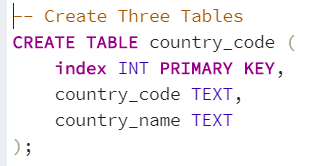 -- Create Three Tables
CREATE TABLE country_code (
    index INT PRIMARY KEY,
    country_code TEXT,
    country_name TEXT
);